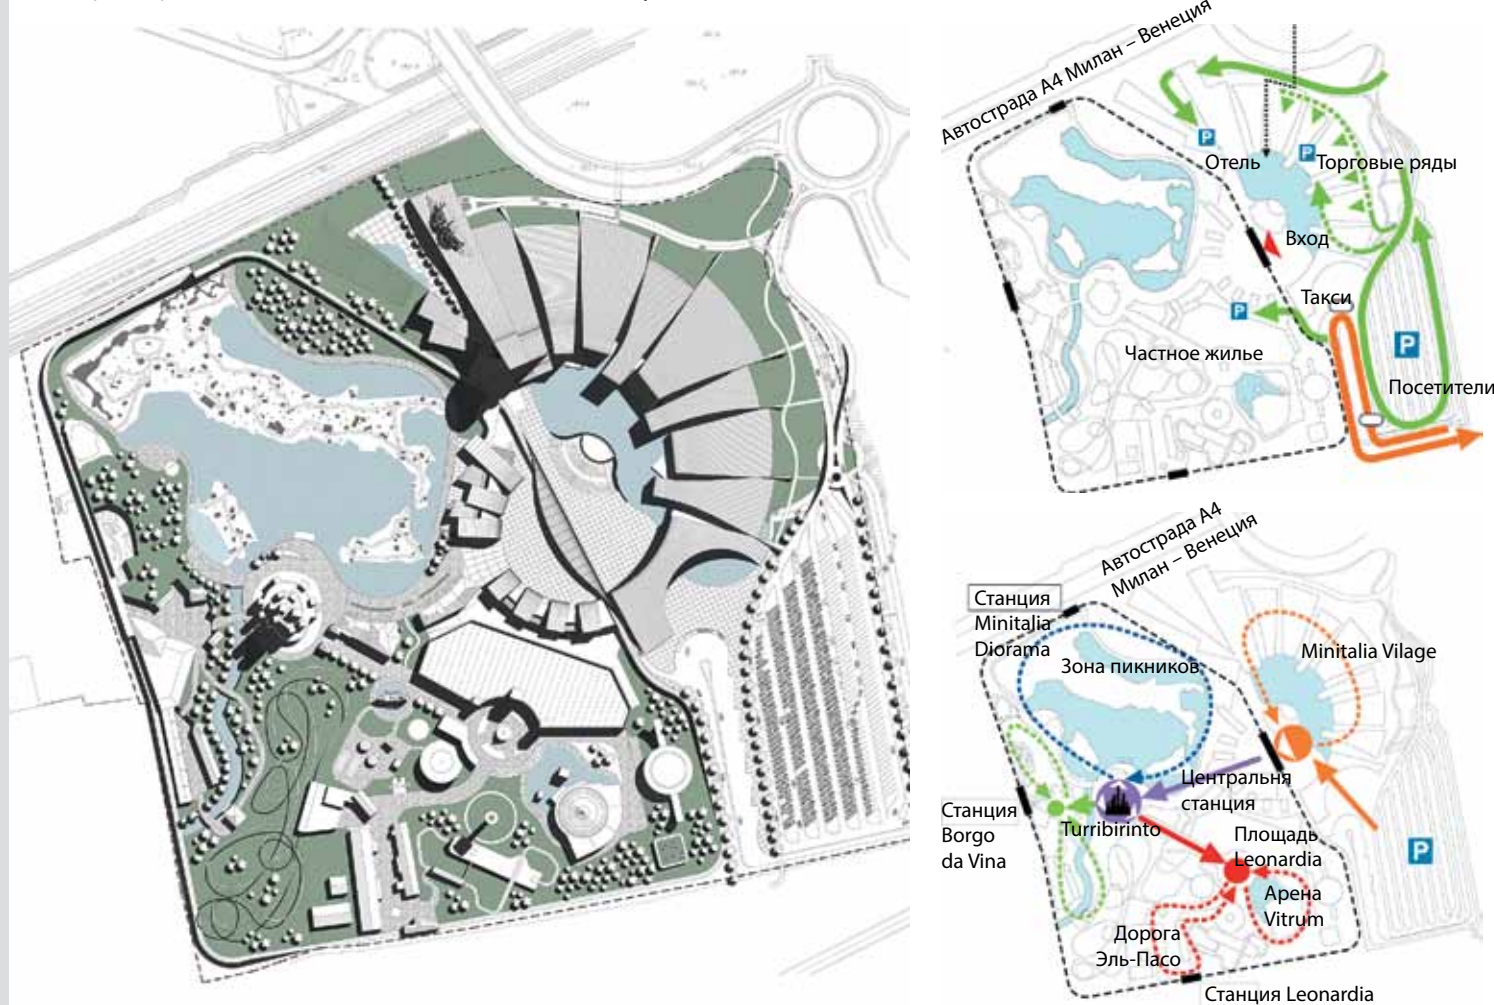 Автострада А4 Милан – Венеция
P
Отель
P
Торговые ряды
Вход
Такси
P
Частное жилье
P
Посетители
Автострада А4
Милан – Венеция
Станция
Minitalia
Diorama
Зона пикников
Minitalia Vilage
Центральня
станция
Станция
Borgo
da Vina
Turribirinto
Площадь
Leonardia
P
Арена
Vitrum
Дорога
Эль-Пасо
Станция Leonardia